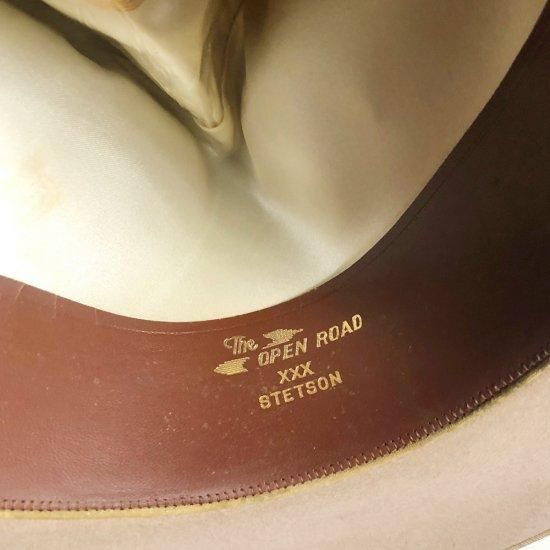 The
OPEN ROAD
XXX
STETSON